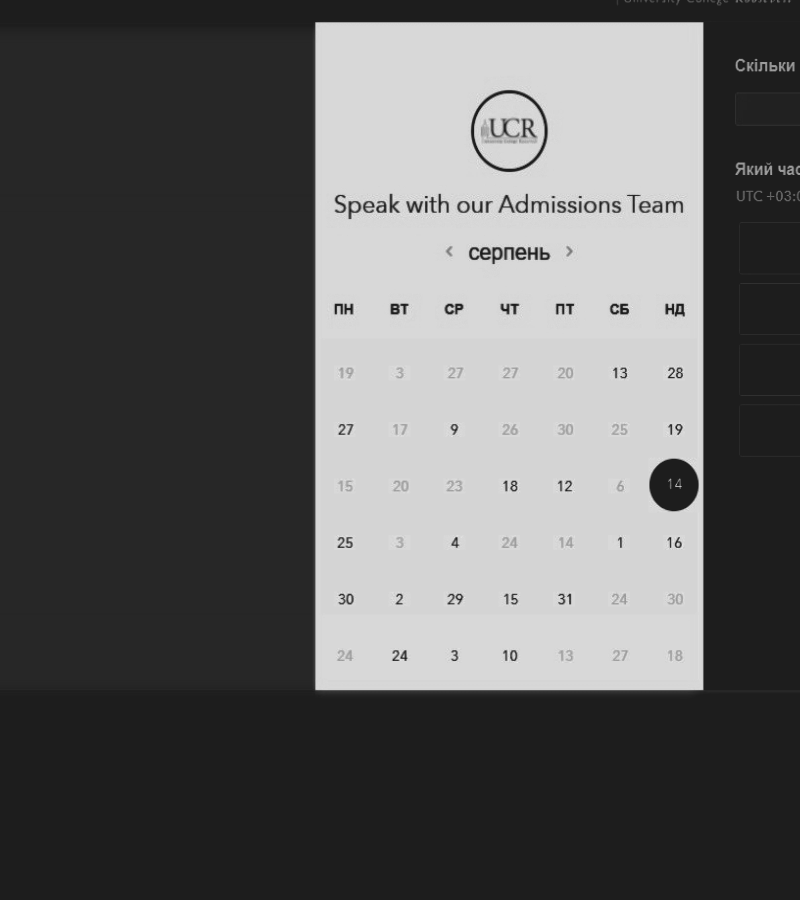 University College
UCR
Speak with our Admissions Team
серпень
ПН ВТ СР ЧТ ПТ СБ НД
19 3 27 27 20 13 28
27 17 9 26 30 25 19
15 20 23 18 12 6 14
25 3 4 24 14 1 16
30 2 29 15 31 24 30
24 24 3 10 13 27 18
Скільки
Який час
UTC +03:0